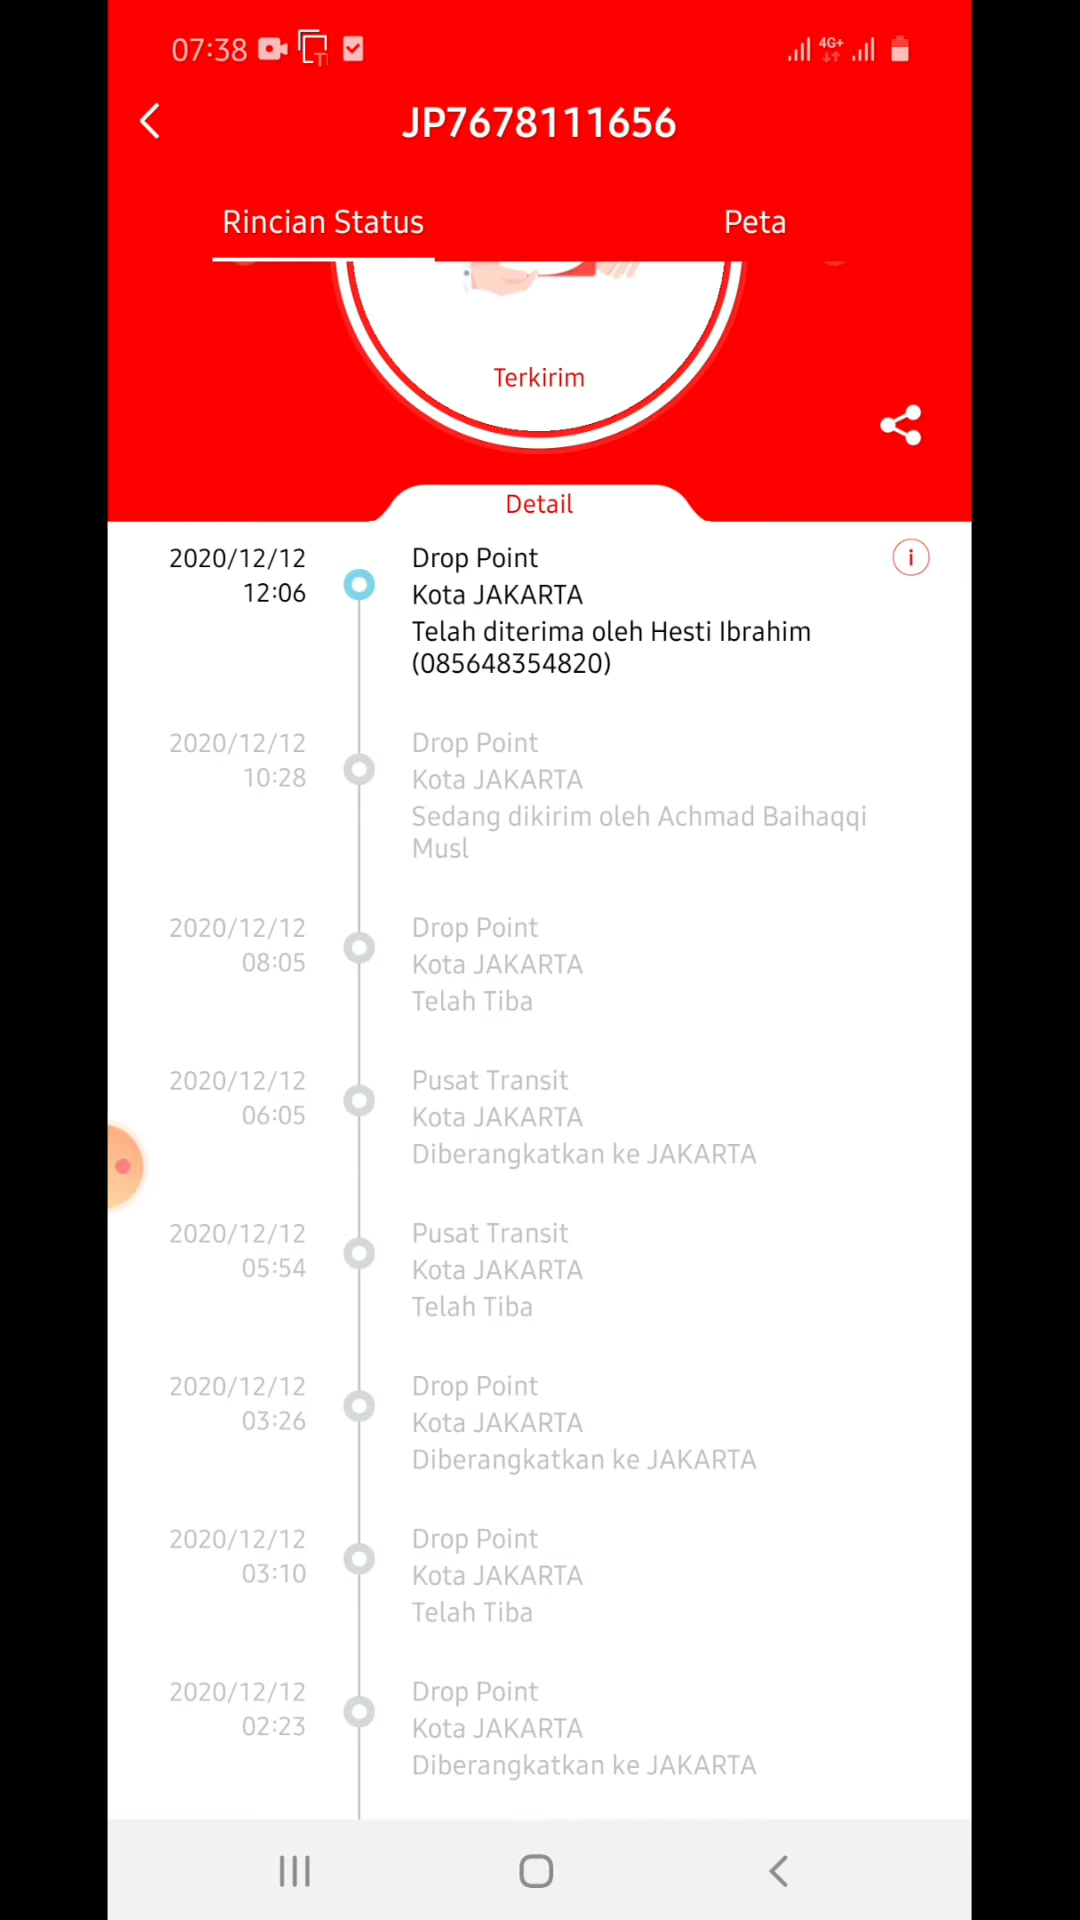 07:38
4G+
JP7678111656
Rincian Status
Peta
Terkirim
Detail
2020/12/12
12:06
Drop Point
Kota JAKARTA
Telah diterima oleh Hesti Ibrahim
(085648354820)
2020/12/12
10:28
Drop Point
Kota JAKARTA
Sedang dikirim oleh Achmad Baihaqqi
Musl
2020/12/12
08:05
Drop Point
Kota JAKARTA
Telah Tiba
2020/12/12
06:05
Pusat Transit
Kota JAKARTA
Diberangkatkan ke JAKARTA
2020/12/12
05:54
Pusat Transit
Kota JAKARTA
Telah Tiba
2020/12/12
03:26
Drop Point
Kota JAKARTA
Diberangkatkan ke JAKARTA
2020/12/12
03:10
Drop Point
Kota JAKARTA
Telah Tiba
2020/12/12
02:23
Drop Point
Kota JAKARTA
Diberangkatkan ke JAKARTA